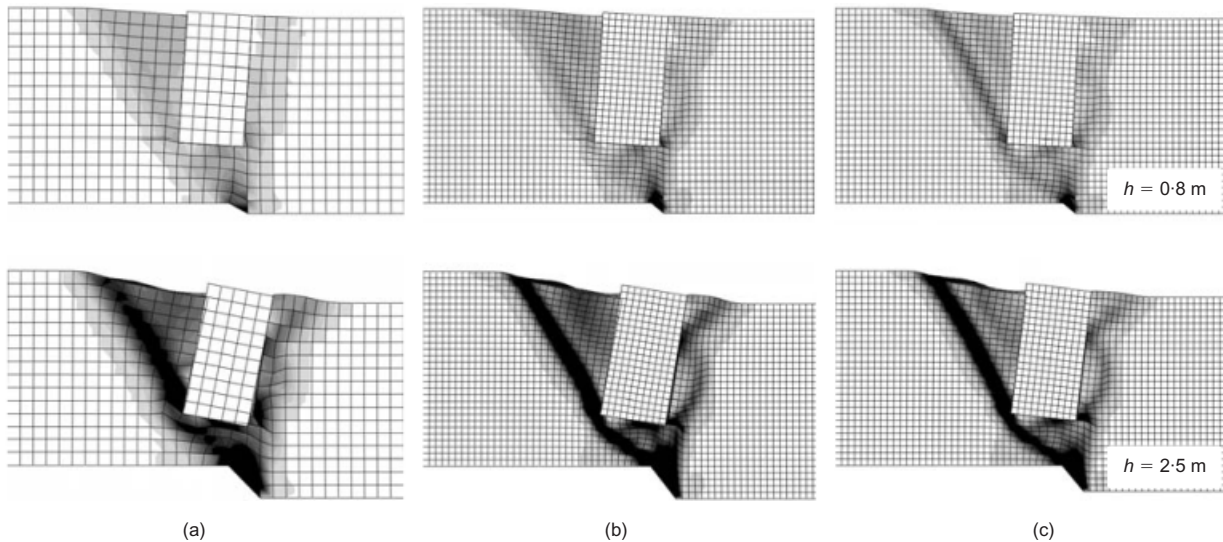 h = 0·8 m
h = 2·5 m
(a)
(b)
(c)